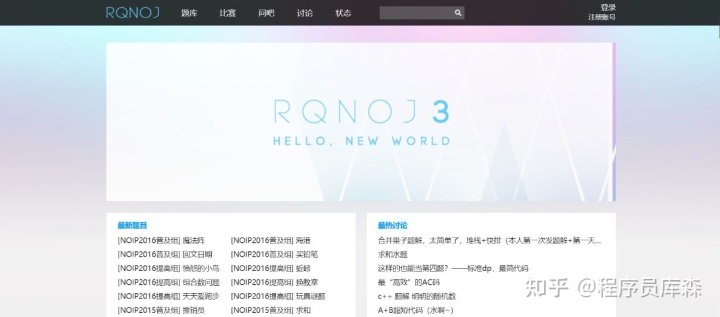 RQNOJ 题库 比赛 问吧 讨论 状态 登录
注册账号
RQNOJ 3
HELLO, NEW WORLD
最新题目
[NOIP2016普及组] 魔法阵 [NOIP2016普及组] 海港
[NOIP2016普及组] 回文日期 [NOIP2016普及组] 买铅笔
[NOIP2016提高组] 愤怒的小鸟 [NOIP2016提高组] 蚯蚓
[NOIP2016提高组] 组合数问题 [NOIP2016提高组] 换教室
[NOIP2016提高组] 天天爱跑步 [NOIP2016提高组] 玩具谜题
[NOIP2015普及组] 推销员 [NOIP2015普及组] 求和
最热讨论
合并果子题解，太简单了，堆栈+快排（本人第一次发题解+第一天...
求和水题
这样的也能当第四题？——标准dp，最简代码
最“高效”的AC码
c++ 题解 明明的随机数
A+B超短代码（水啊~）
知乎 @程序员库森